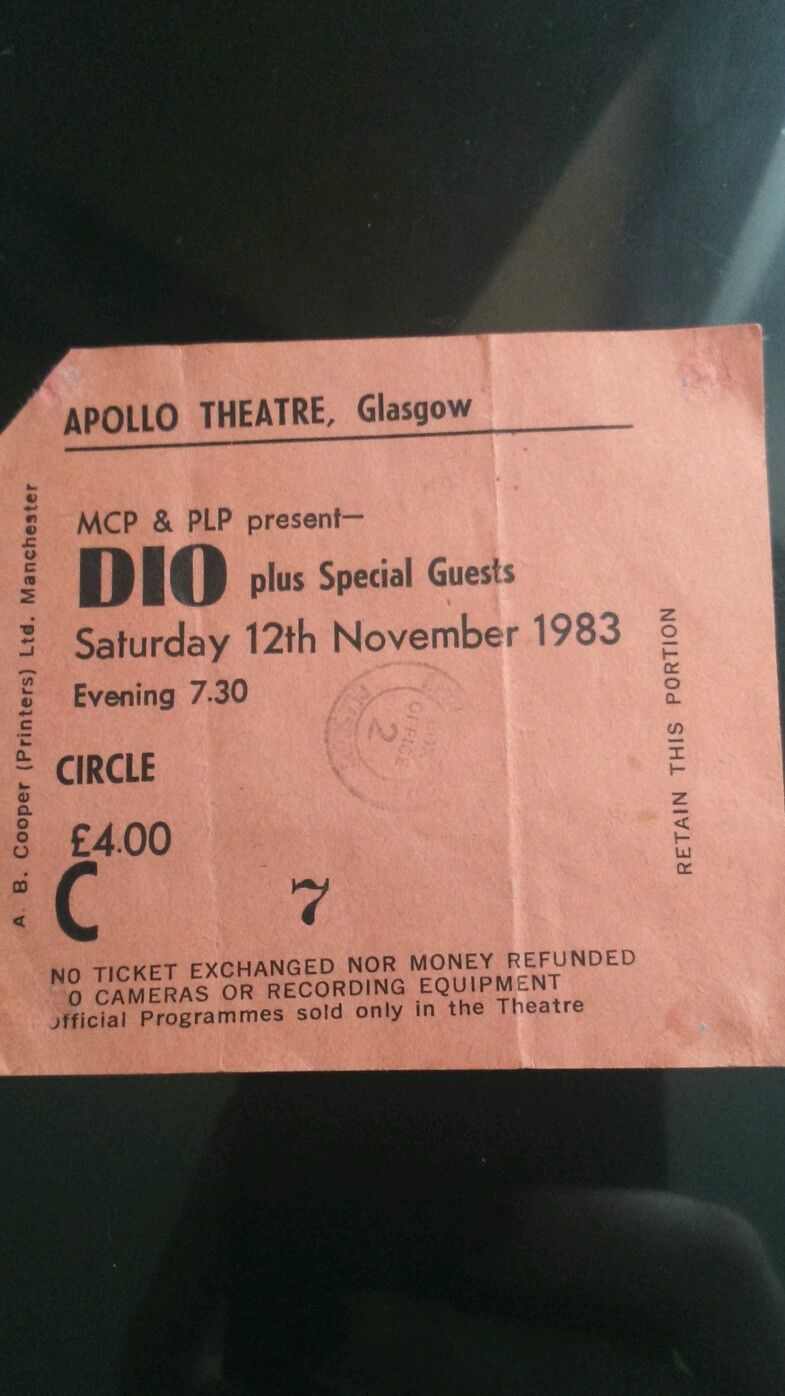 APOLLO THEATRE, Glasgow
MCP & PLP present—
DIO plus Special Guests
Saturday 12th November 1983
Evening 7.30
CIRCLE
£4.00
C 7
NO TICKET EXCHANGED NOR MONEY REFUNDED
O CAMERAS OR RECORDING EQUIPMENT
fficial Programmes sold only in the Theatre
A. B. Cooper (Printers) Ltd. Manchester
RETAIN THIS PORTION
OFFICE
2